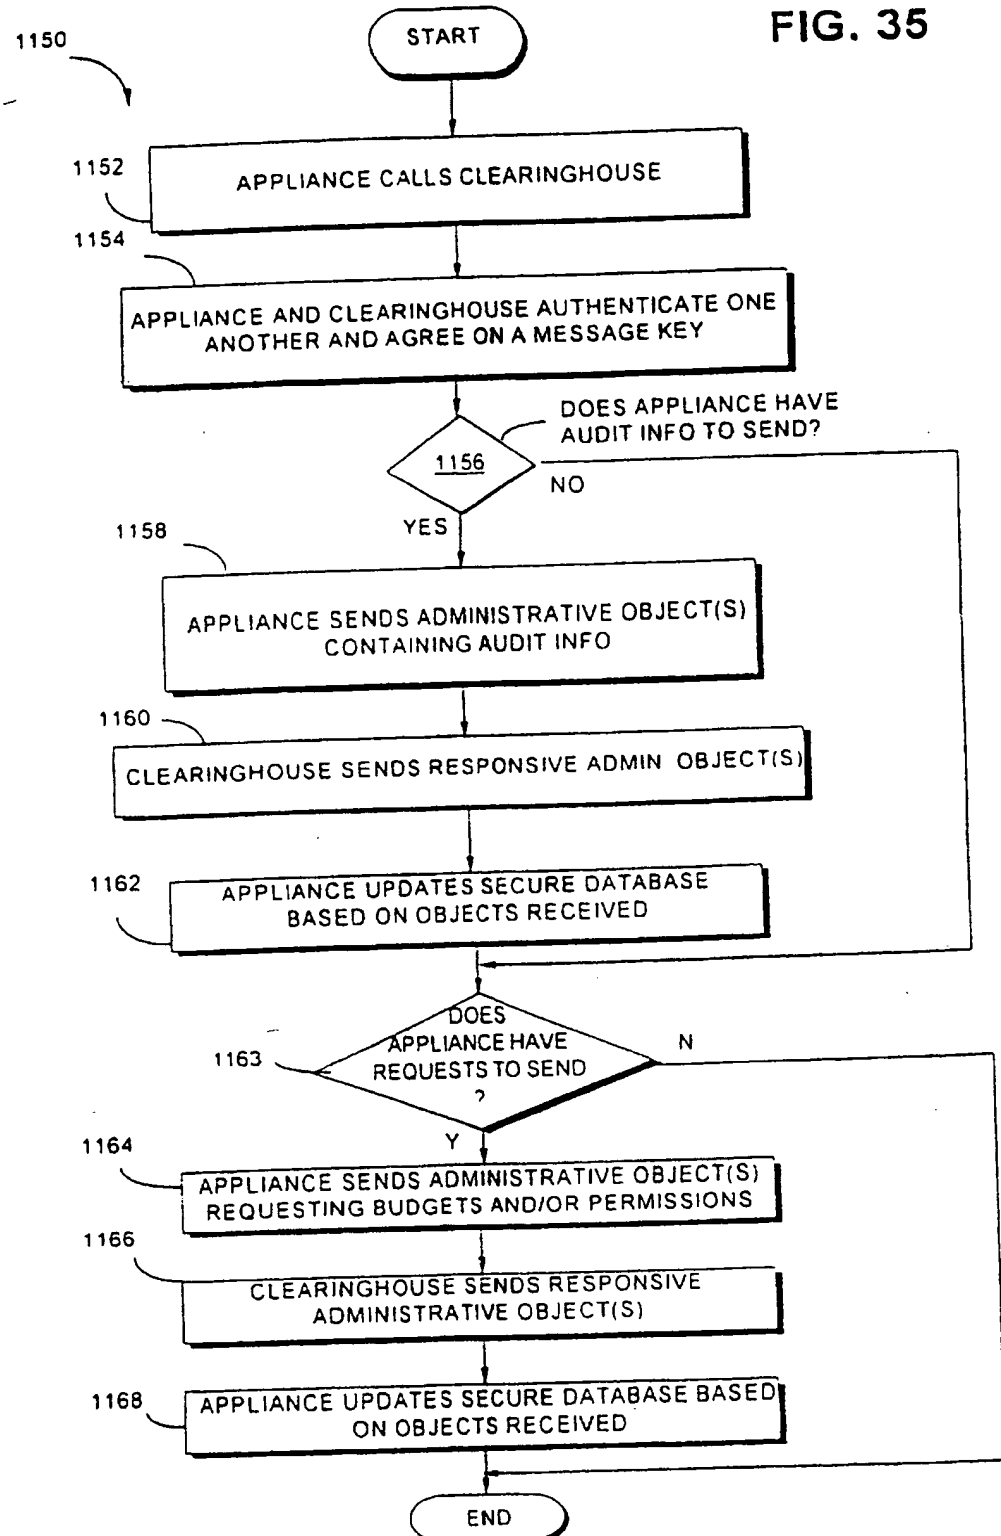 FIG. 35
1150
START
1152
APPLIANCE CALLS CLEARINGHOUSE
1154
APPLIANCE AND CLEARINGHOUSE AUTHENTICATE ONE
ANOTHER AND AGREE ON A MESSAGE KEY
DOES APPLIANCE HAVE
AUDIT INFO TO SEND?
1156
NO
YES
1158
APPLIANCE SENDS ADMINISTRATIVE OBJECT(S)
CONTAINING AUDIT INFO
1160
CLEARINGHOUSE SENDS RESPONSIVE ADMIN OBJECT(S)
1162
APPLIANCE UPDATES SECURE DATABASE
BASED ON OBJECTS RECEIVED
1163
DOES
APPLIANCE HAVE
REQUESTS TO SEND
?
N
Y
1164
APPLIANCE SENDS ADMINISTRATIVE OBJECT(S)
REQUESTING BUDGETS AND/OR PERMISSIONS
1166
CLEARINGHOUSE SENDS RESPONSIVE
ADMINISTRATIVE OBJECT(S)
1168
APPLIANCE UPDATES SECURE DATABASE BASED
ON OBJECTS RECEIVED
END